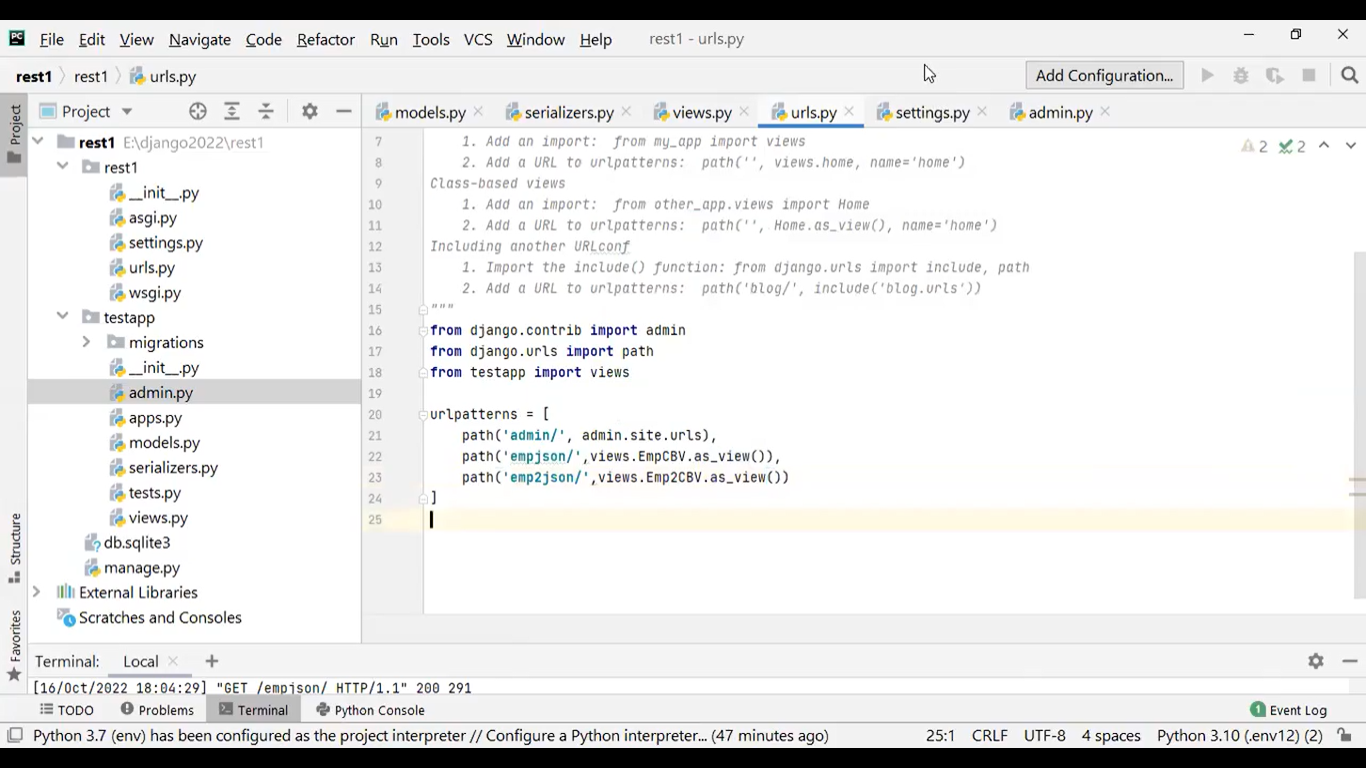 PC File Edit View Navigate Code Refactor Run Tools VCS Window Help rest1 - urls.py
rest1 rest1 urls.py Add Configuration...
Project
models.py serializers.py views.py urls.py settings.py admin.py
Project
Structure
Favorites
rest1 E:\django2022\rest1
rest1
__init__.py
asgi.py
settings.py
urls.py
wsgi.py
testapp
migrations
__init__.py
admin.py
apps.py
models.py
serializers.py
tests.py
views.py
db.sqlite3
manage.py
External Libraries
Scratches and Consoles
2 2
7 1. Add an import:  from my_app import views
8 2. Add a URL to urlpatterns:  path('', views.home, name='home')
9 Class-based views
10 1. Add an import:  from other_app.views import Home
11 2. Add a URL to urlpatterns:  path('', Home.as_view(), name='home')
12 Including another URLconf
13 1. Import the include() function: from django.urls import include, path
14 2. Add a URL to urlpatterns:  path('blog/', include('blog.urls'))
15 """
16 from django.contrib import admin
17 from django.urls import path
18 from testapp import views
19
20 urlpatterns = [
21 path('admin/', admin.site.urls),
22 path('empjson/',views.EmpCBV.as_view()),
23 path('emp2json/',views.Emp2CBV.as_view())
24 ]
25
Terminal: Local
[16/Oct/2022 18:04:29] "GET /empjson/ HTTP/1.1" 200 291
TODO Problems Terminal Python Console 1 Event Log
Python 3.7 (env) has been configured as the project interpreter // Configure a Python interpreter... (47 minutes ago) 25:1 CRLF UTF-8 4 spaces Python 3.10 (.env12) (2)